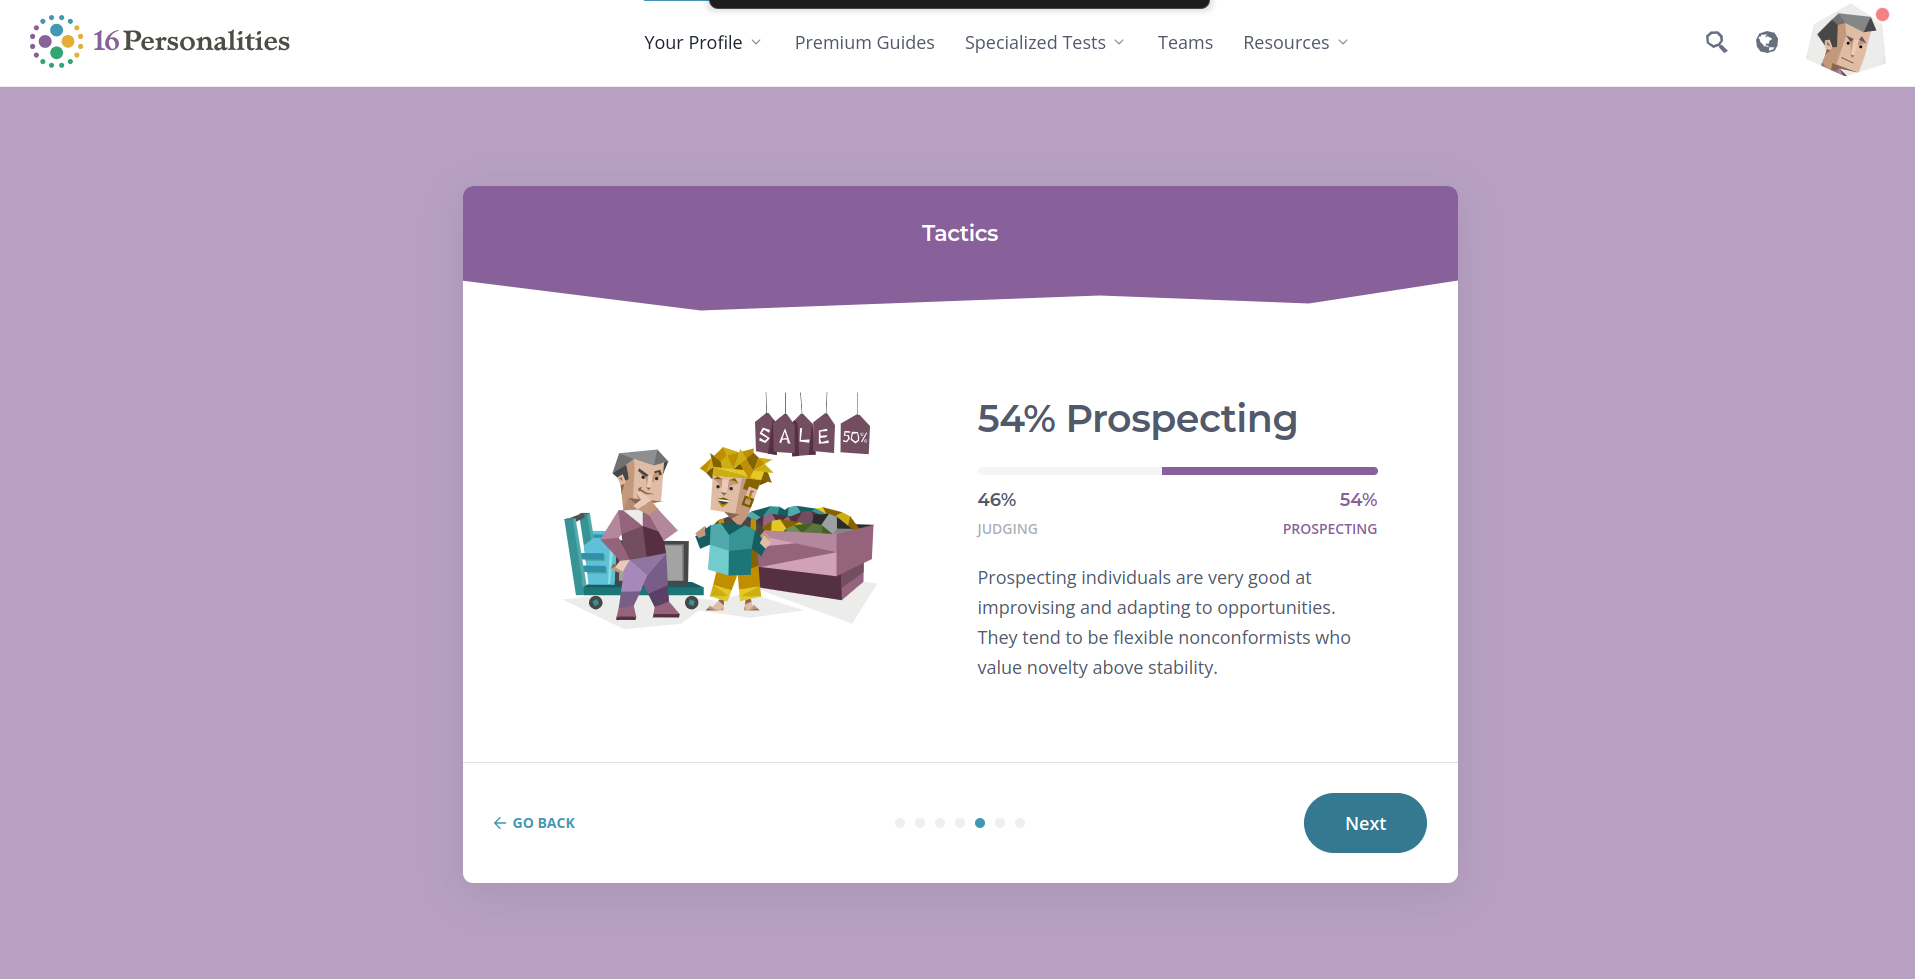 16Personalities
Your Profile
Premium Guides
Specialized Tests
Teams
Resources
Tactics
SALE 50%
54% Prospecting
46%
54%
JUDGING
PROSPECTING
Prospecting individuals are very good at
improvising and adapting to opportunities.
They tend to be flexible nonconformists who
value novelty above stability.
GO BACK
Next